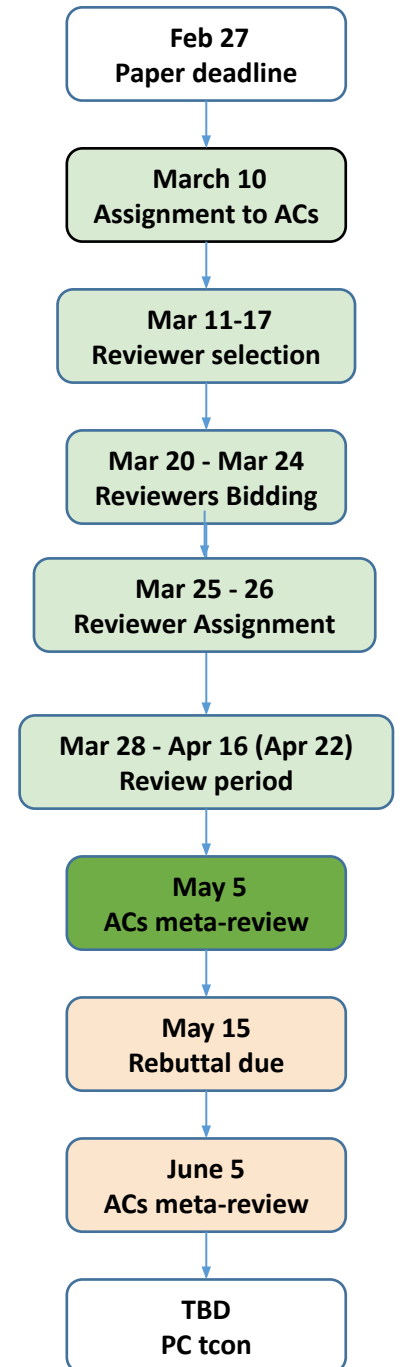 Feb 27
Paper deadline
March 10
Assignment to ACs
Mar 11-17
Reviewer selection
Mar 20 - Mar 24
Reviewers Bidding
Mar 25 - 26
Reviewer Assignment
Mar 28 - Apr 16 (Apr 22)
Review period
May 5
ACs meta-review
May 15
Rebuttal due
June 5
ACs meta-review
TBD
PC tcon